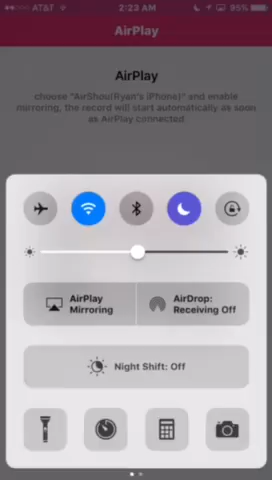 AT&T 2:23 AM 95%
AirPlay
AirPlay
choose "AirShou(Ryan's iPhone)" and enable
mirroring, the record will start automatically as soon
as AirPlay connected
AirPlay
Mirroring
AirDrop:
Receiving Off
Night Shift: Off